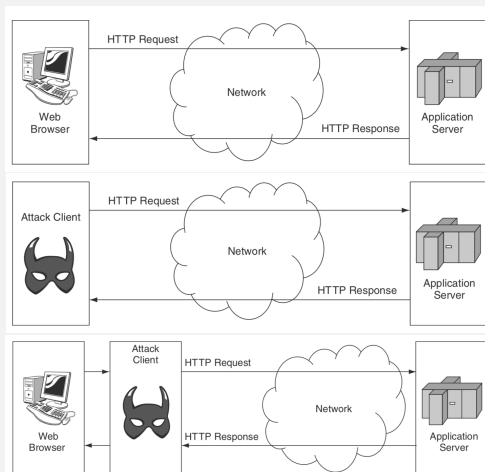 HTTP Request
Network
HTTP Response
Web
Browser
Application
Server
HTTP Request
Attack Client
Network
HTTP Response
Application
Server
Attack
Client
HTTP Request
Network
HTTP Response
Web
Browser
Application
Server